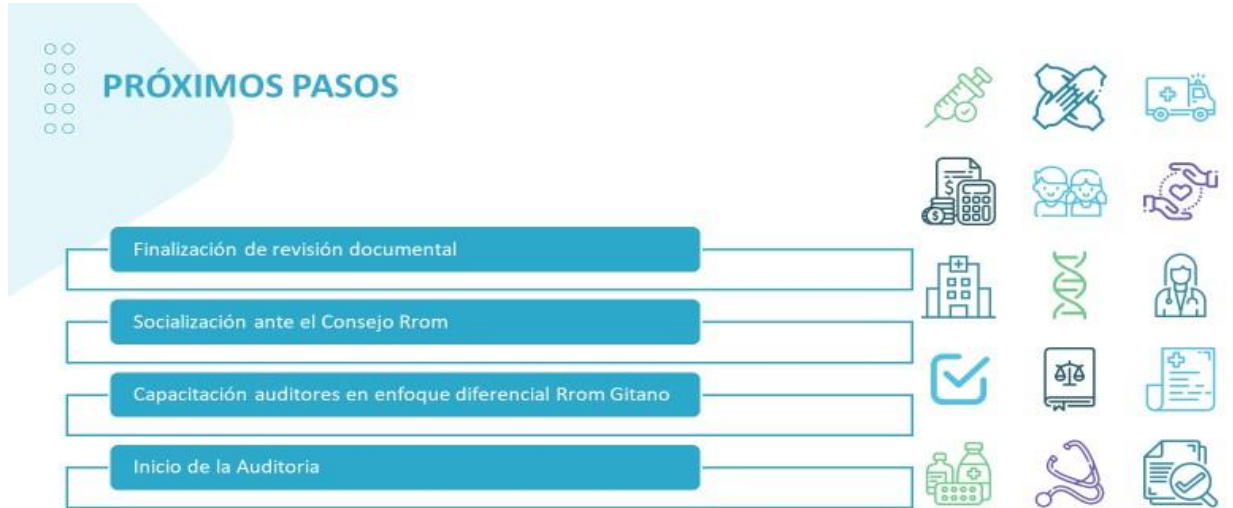 PRÓXIMOS PASOS
Finalización de revisión documental
Socialización ante el Consejo Rrom
Capacitación auditores en enfoque diferencial Rrom Gitano
Inicio de la Auditoria